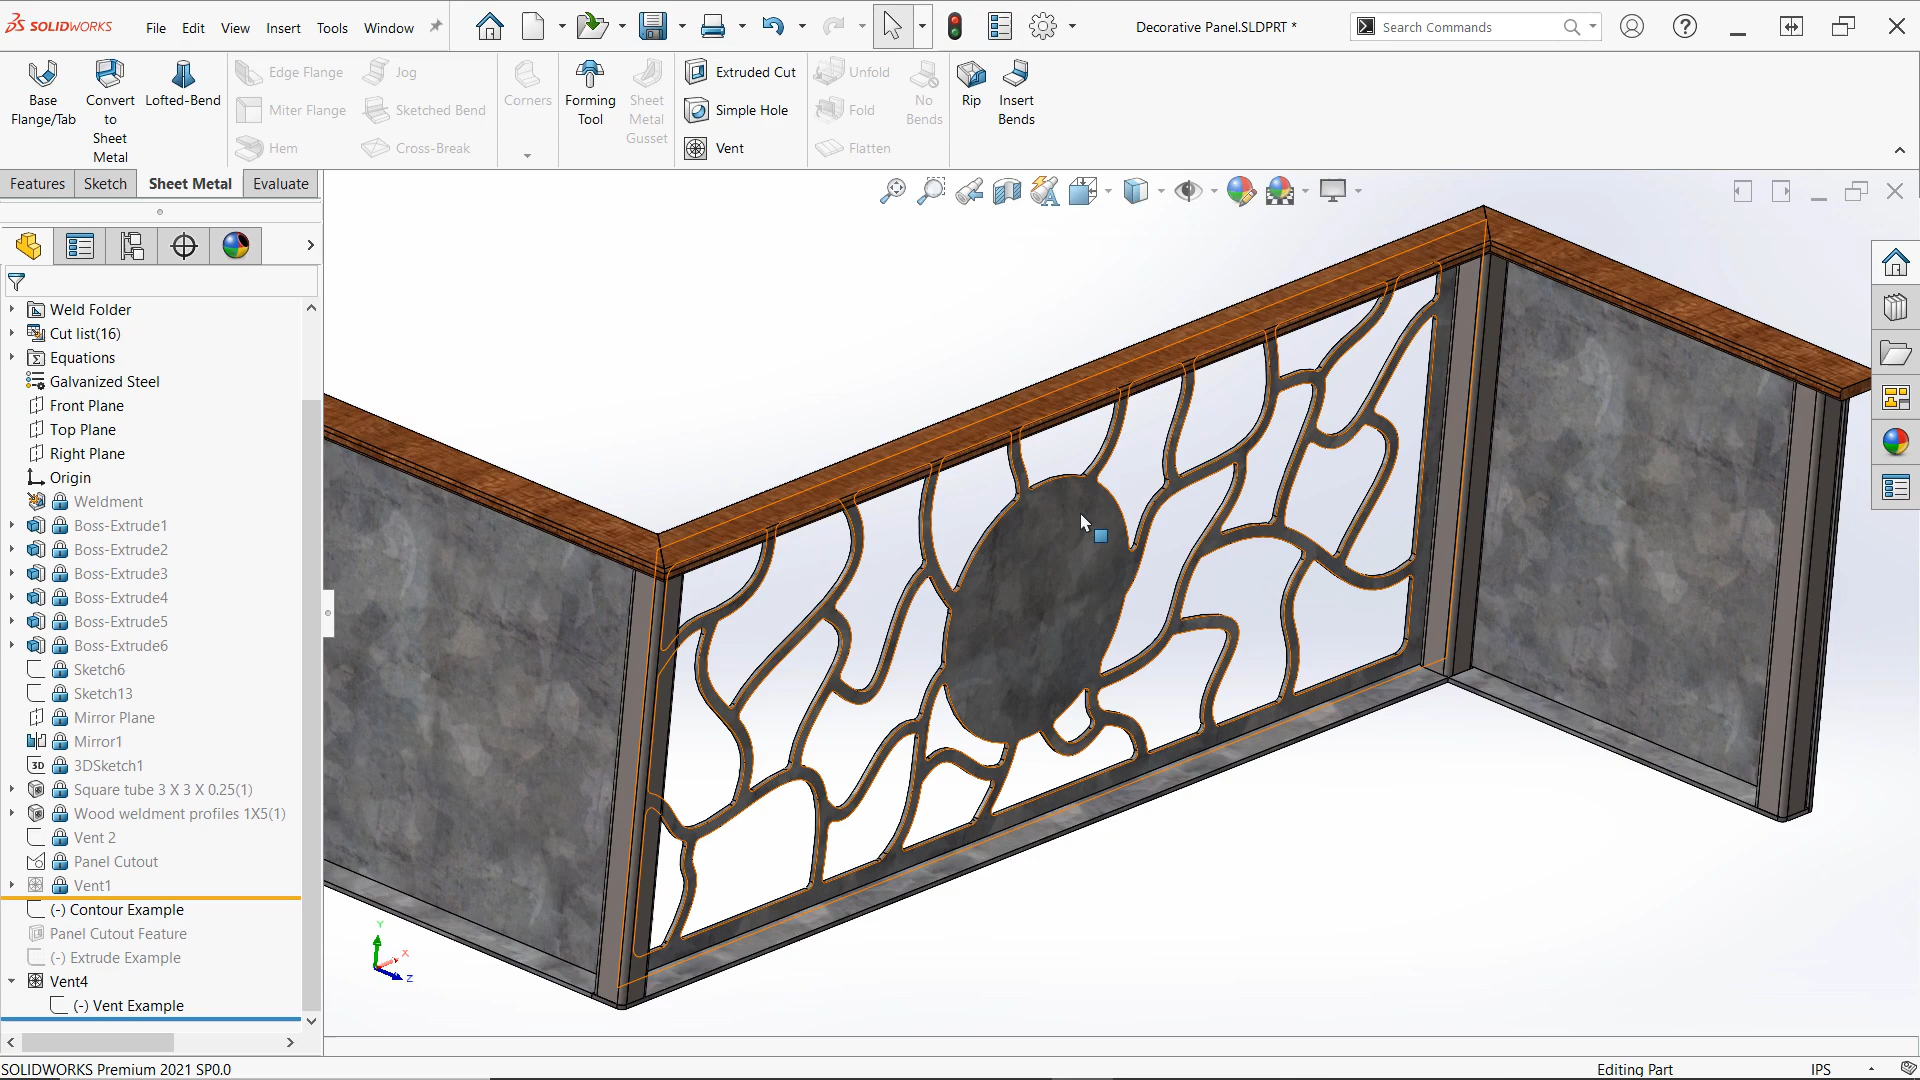 SOLIDWORKS
File Edit View Insert Tools Window
Decorative Panel.SLDPRT *
Search Commands
Base Flange/Tab
Convert to Sheet Metal
Lofted-Bend
Edge Flange
Miter Flange
Hem
Jog
Sketched Bend
Cross-Break
Corners
Forming Tool
Sheet Metal Gusset
Extruded Cut
Simple Hole
Vent
Unfold
Fold
Flatten
No Bends
Rip
Insert Bends
Features Sketch Sheet Metal Evaluate
Weld Folder
Cut list(16)
Equations
Galvanized Steel
Front Plane
Top Plane
Right Plane
Origin
Weldment
Boss-Extrude1
Boss-Extrude2
Boss-Extrude3
Boss-Extrude4
Boss-Extrude5
Boss-Extrude6
Sketch6
Sketch13
Mirror Plane
Mirror1
3D 3DSketch1
Square tube 3 X 3 X 0.25(1)
Wood weldment profiles 1X5(1)
Vent 2
Panel Cutout
Vent1
(-) Contour Example
Panel Cutout Feature
(-) Extrude Example
Vent4
(-) Vent Example
Y
X
Z
SOLIDWORKS Premium 2021 SP0.0
Editing Part
IPS